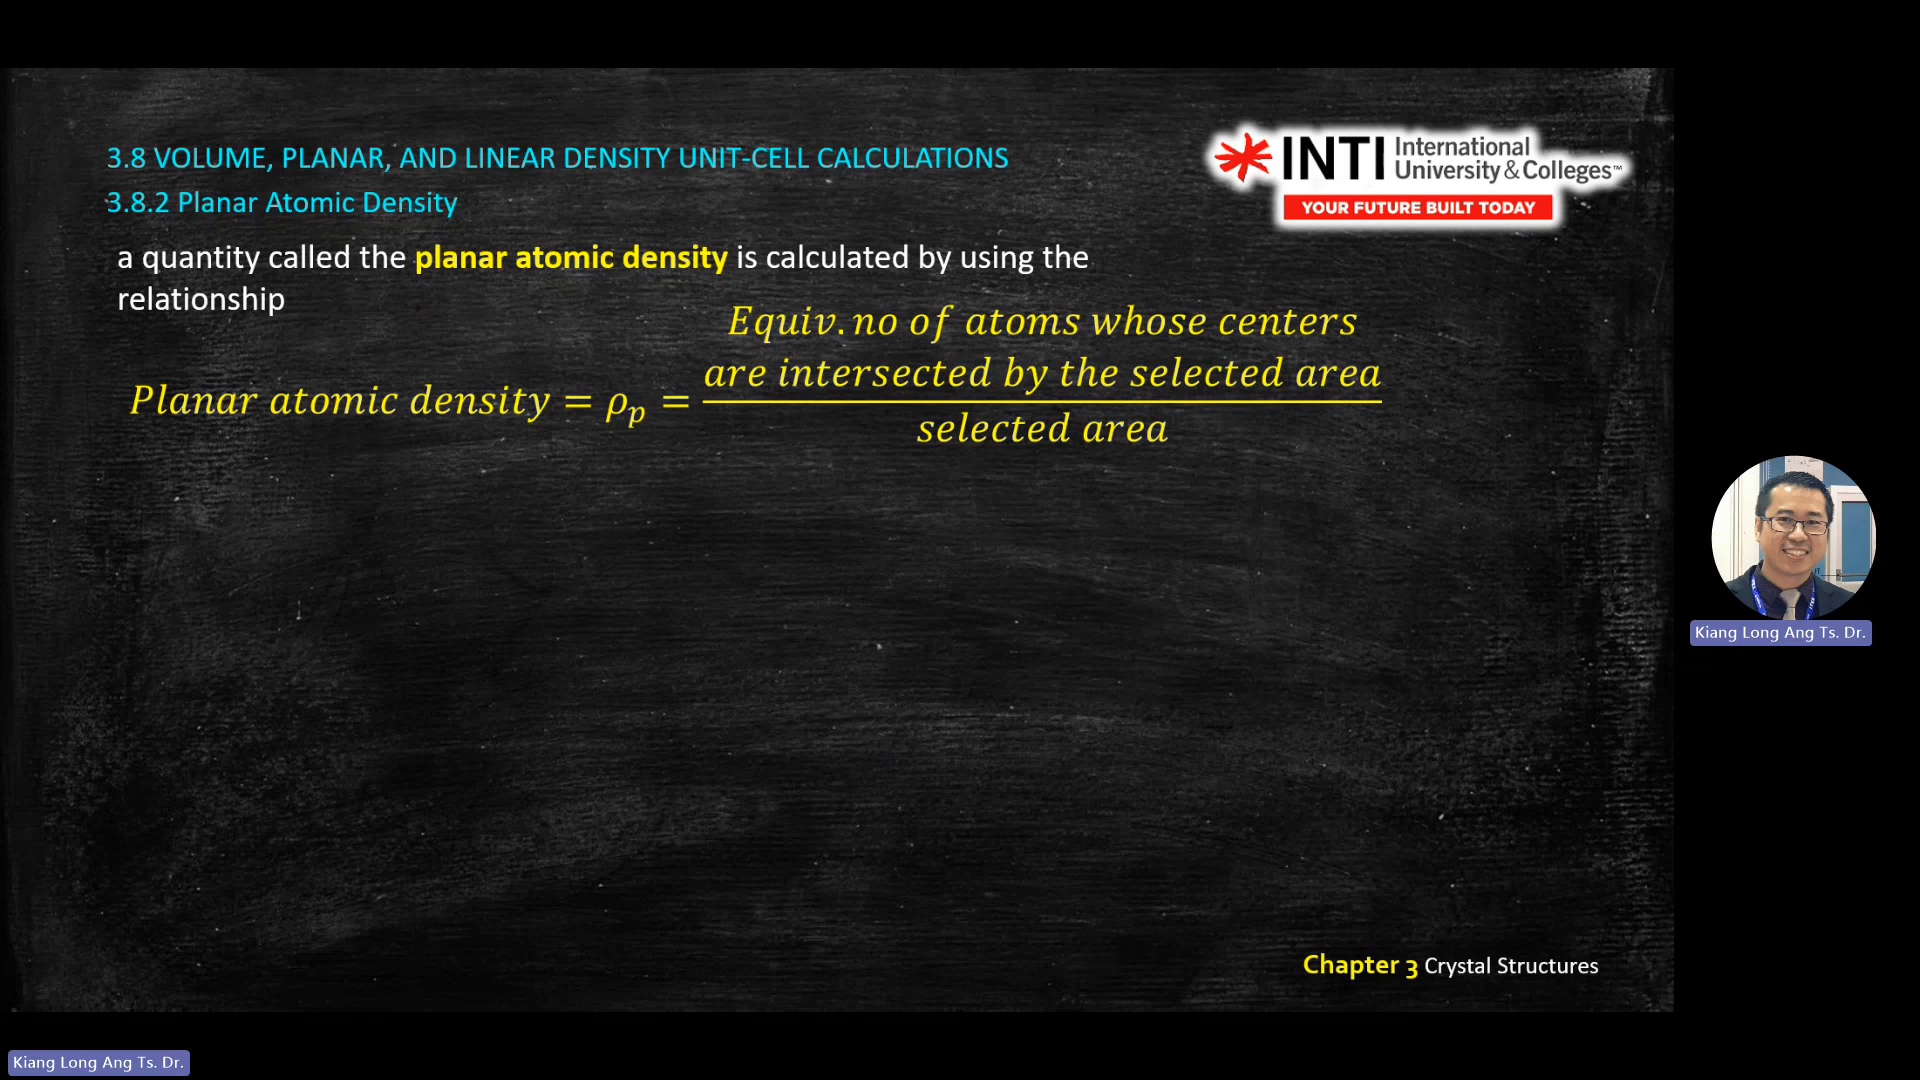 3.8 VOLUME, PLANAR, AND LINEAR DENSITY UNIT-CELL CALCULATIONS
3.8.2 Planar Atomic Density
INTI International
University & Colleges™
YOUR FUTURE BUILT TODAY
a quantity called the planar atomic density is calculated by using the
relationship
Equiv. no of atoms whose centers
are intersected by the selected area
Planar atomic density = ρₚ =
selected area
Kiang Long Ang Ts. Dr.
Chapter 3 Crystal Structures
Kiang Long Ang Ts. Dr.